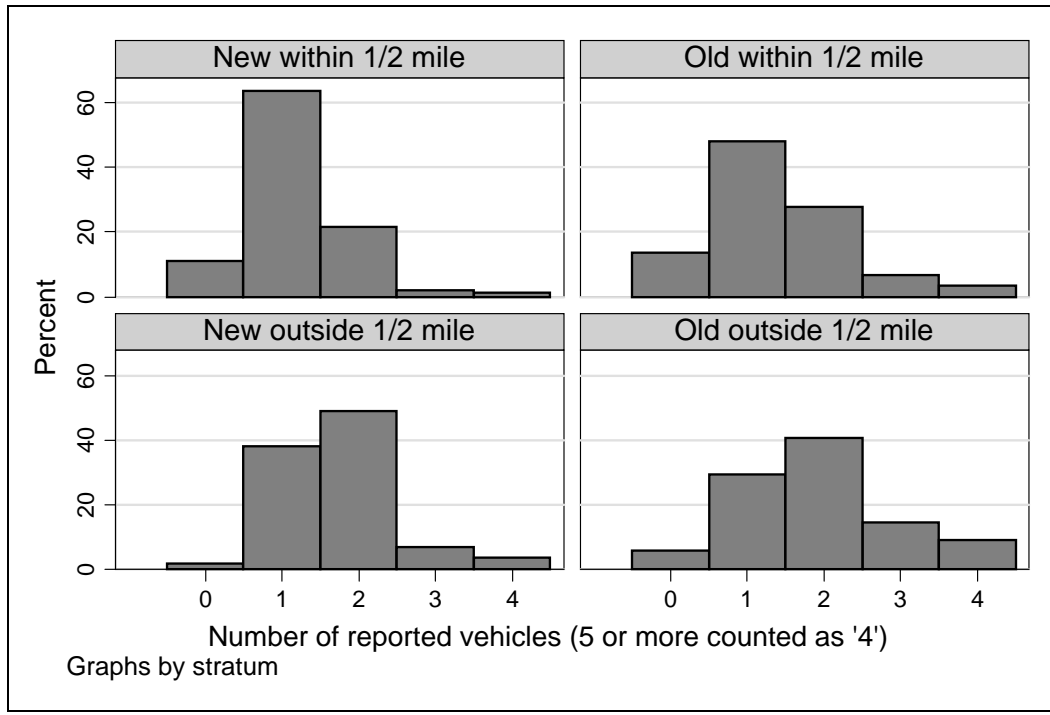 New within 1/2 mile
Old within 1/2 mile
60
40
20
0
Percent
New outside 1/2 mile
Old outside 1/2 mile
60
40
20
0
0 1 2 3 4
0 1 2 3 4
Number of reported vehicles (5 or more counted as '4')
Graphs by stratum